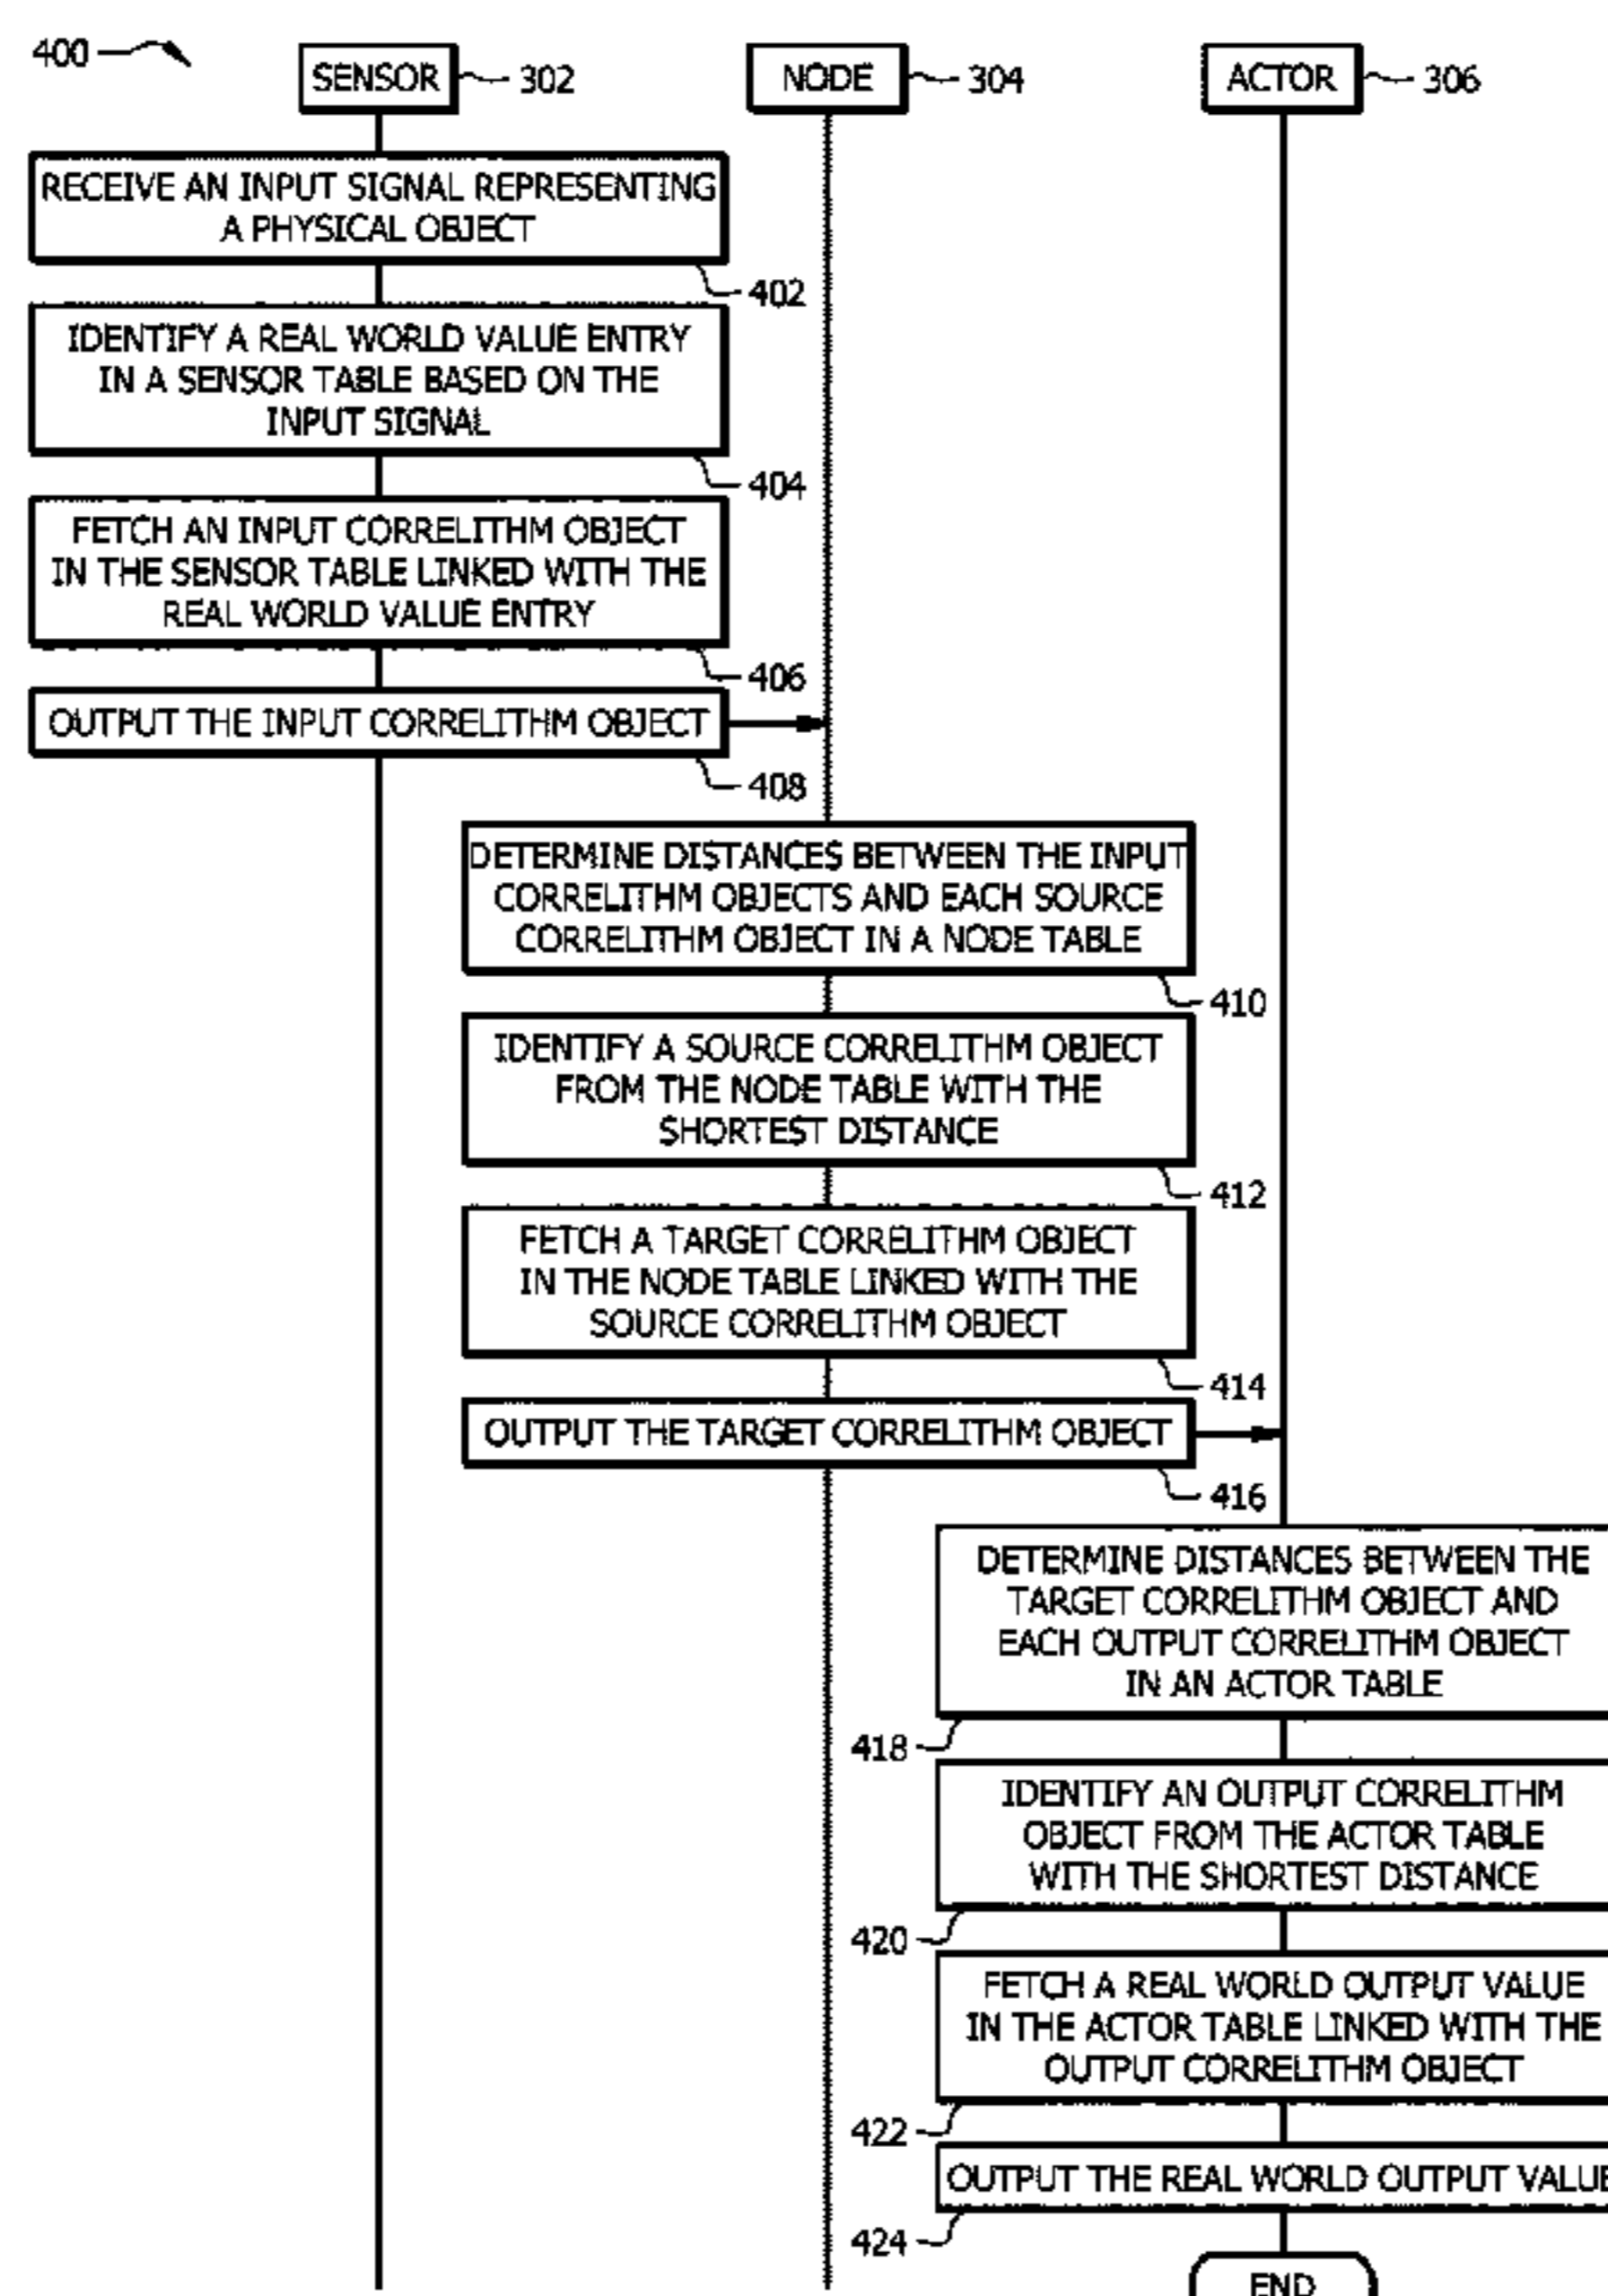 400
SENSOR
302
NODE
304
ACTOR
306
RECEIVE AN INPUT SIGNAL REPRESENTING
A PHYSICAL OBJECT
402
IDENTIFY A REAL WORLD VALUE ENTRY
IN A SENSOR TABLE BASED ON THE
INPUT SIGNAL
404
FETCH AN INPUT CORRELITHM OBJECT
IN THE SENSOR TABLE LINKED WITH THE
REAL WORLD VALUE ENTRY
406
OUTPUT THE INPUT CORRELITHM OBJECT
408
DETERMINE DISTANCES BETWEEN THE INPUT
CORRELITHM OBJECTS AND EACH SOURCE
CORRELITHM OBJECT IN A NODE TABLE
410
IDENTIFY A SOURCE CORRELITHM OBJECT
FROM THE NODE TABLE WITH THE
SHORTEST DISTANCE
412
FETCH A TARGET CORRELITHM OBJECT
IN THE NODE TABLE LINKED WITH THE
SOURCE CORRELITHM OBJECT
414
OUTPUT THE TARGET CORRELITHM OBJECT
416
DETERMINE DISTANCES BETWEEN THE
TARGET CORRELITHM OBJECT AND
EACH OUTPUT CORRELITHM OBJECT
IN AN ACTOR TABLE
418
IDENTIFY AN OUTPUT CORRELITHM
OBJECT FROM THE ACTOR TABLE
WITH THE SHORTEST DISTANCE
420
FETCH A REAL WORLD OUTPUT VALUE
IN THE ACTOR TABLE LINKED WITH THE
OUTPUT CORRELITHM OBJECT
422
OUTPUT THE REAL WORLD OUTPUT VALUE
424
END